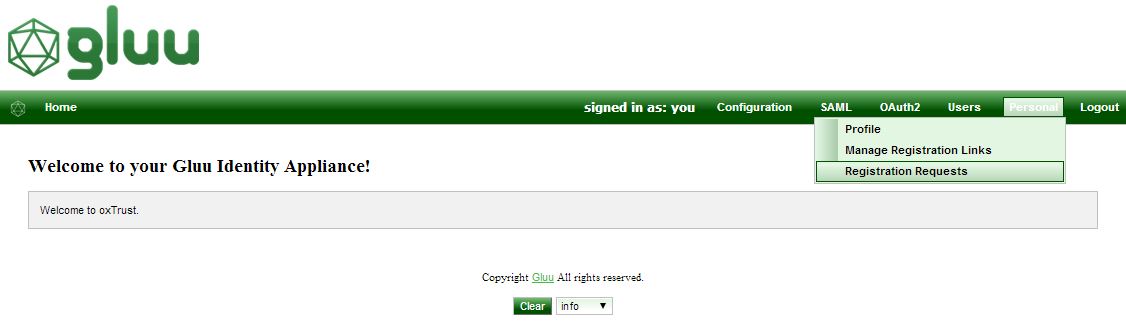 gluu
Home signed in as: you Configuration SAML OAuth2 Users Personal Logout
Profile
Manage Registration Links
Registration Requests
Welcome to your Gluu Identity Appliance!
Welcome to oxTrust.
Copyright Gluu All rights reserved.
Clear info